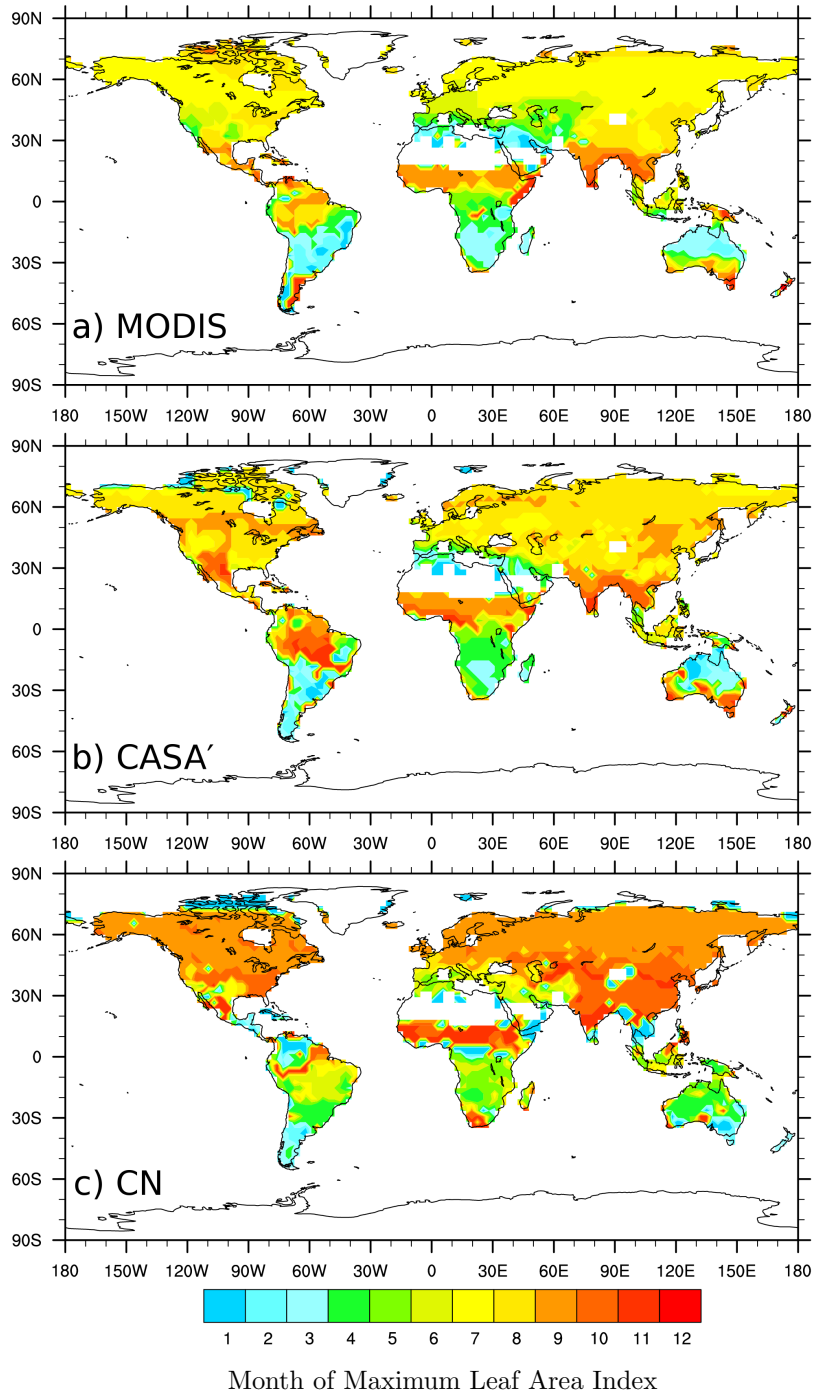 90N
60N
30N
0
30S
60S
90S
a) MODIS
180 150W 120W 90W 60W 30W 0 30E 60E 90E 120E 150E 180
90N
60N
30N
0
30S
60S
90S
b) CASA′
180 150W 120W 90W 60W 30W 0 30E 60E 90E 120E 150E 180
90N
60N
30N
0
30S
60S
90S
c) CN
180 150W 120W 90W 60W 30W 0 30E 60E 90E 120E 150E 180
1 2 3 4 5 6 7 8 9 10 11 12
Month of Maximum Leaf Area Index